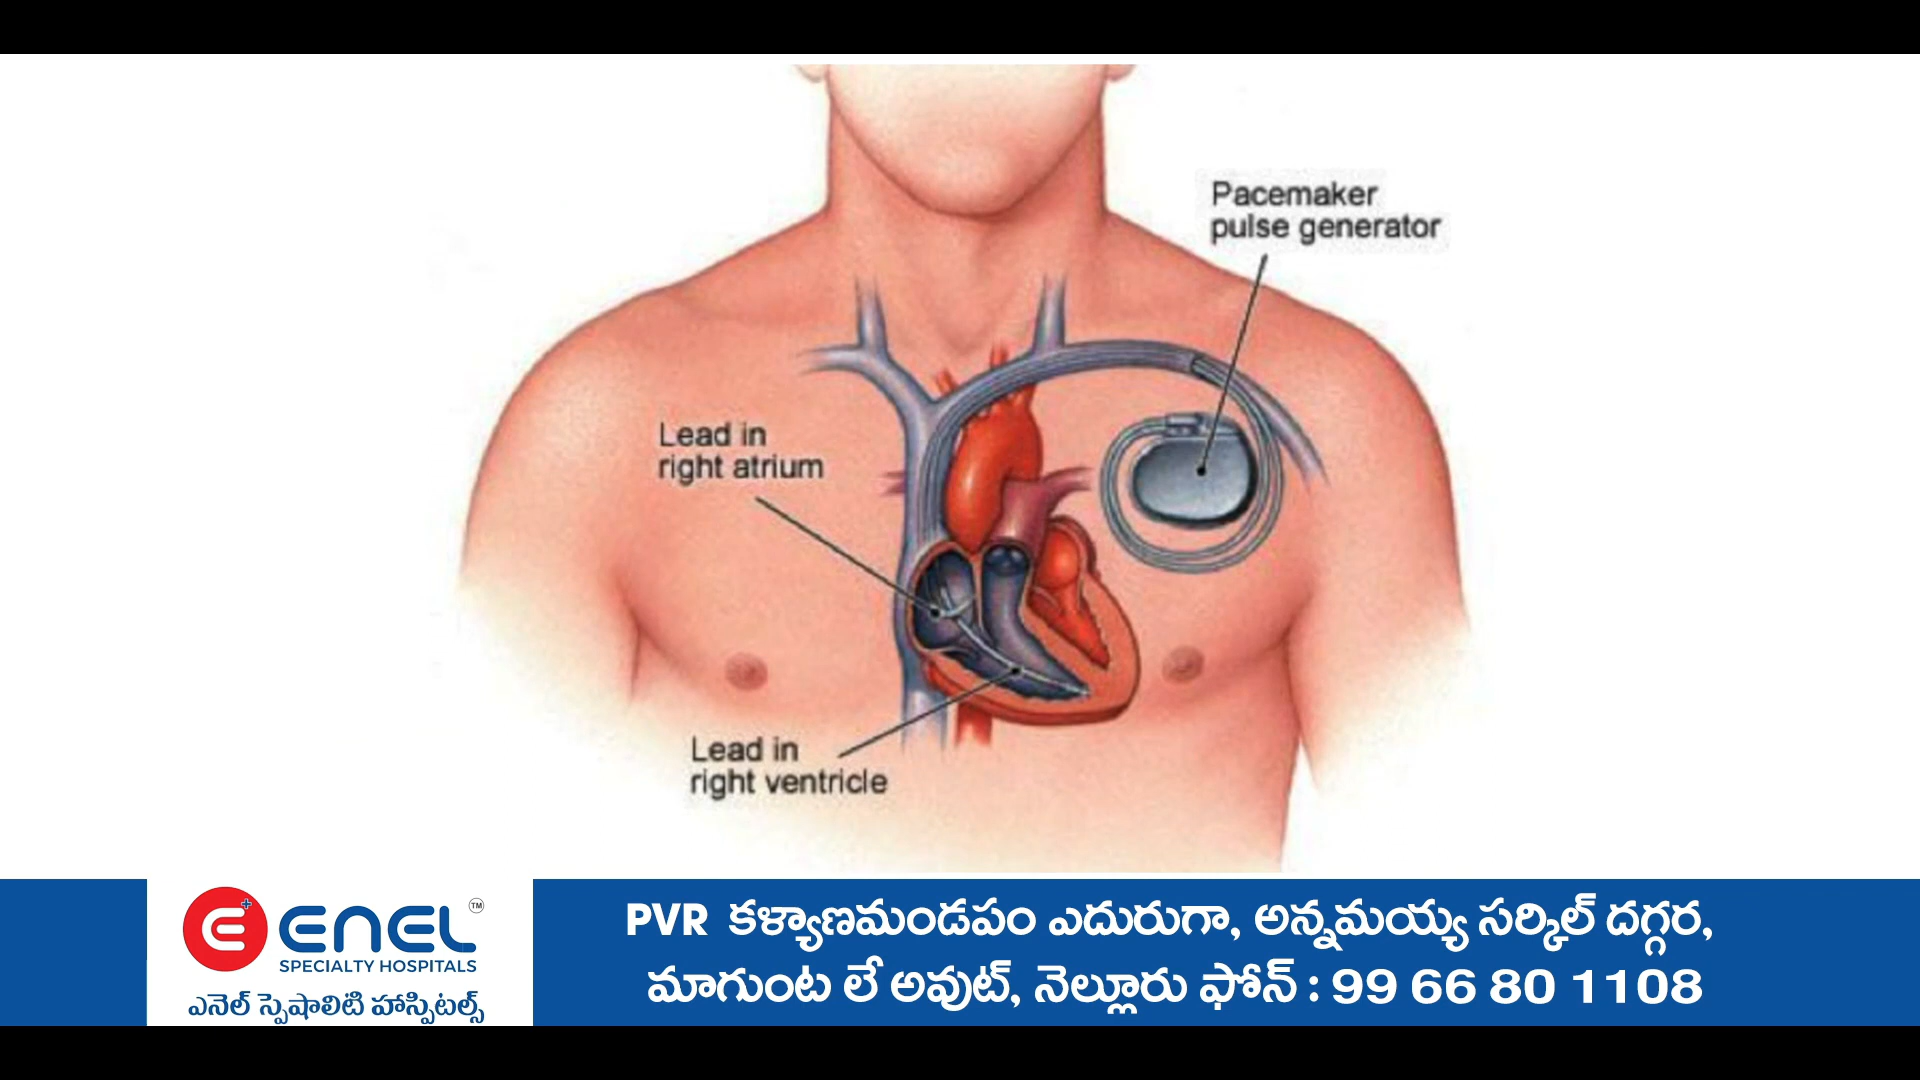 Pacemaker
pulse generator
Lead in
right atrium
Lead in
right ventricle
ENEL ™
SPECIALTY HOSPITALS
ఎనెల్ స్పెషాలిటి హాస్పిటల్స్
PVR కళ్యాణమండపం ఎదురుగా, అన్నమయ్య సర్కిల్ దగ్గర,
మాగుంట లే అవుట్, నెల్లూరు ఫోన్ : 99 66 80 1108